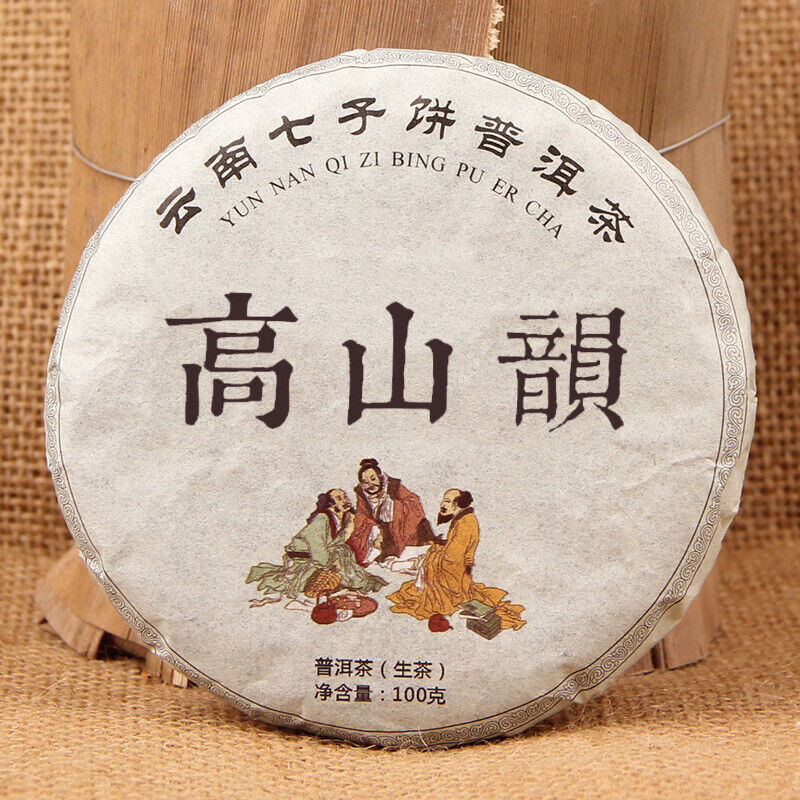 云南七子饼普洱茶
YUN NAN QI ZI BING PU ER CHA
高山韻
普洱茶（生茶）
净含量：100克